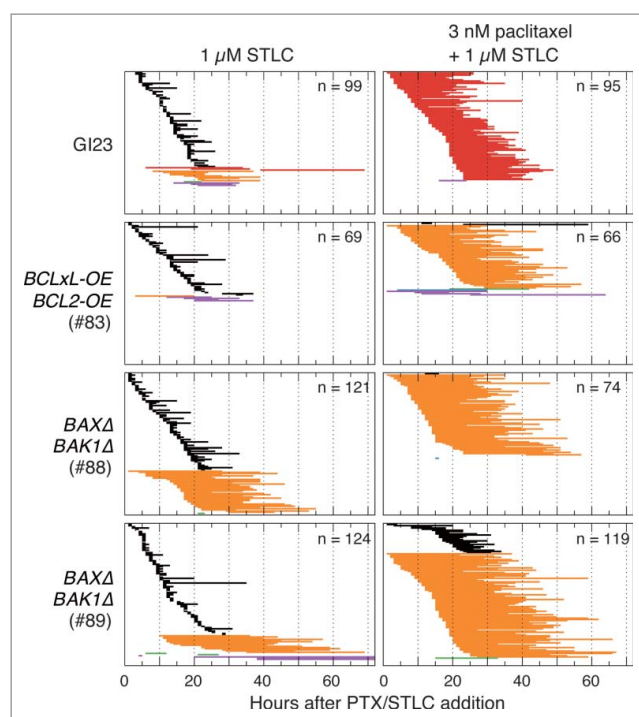 1 µM STLC
3 nM paclitaxel
+ 1 µM STLC
GI23
n = 99
n = 95
BCLxL-OE
BCL2-OE
(#83)
n = 69
n = 66
BAXΔ
BAK1Δ
(#88)
n = 121
n = 74
BAXΔ
BAK1Δ
(#89)
n = 124
n = 119
0 20 40 60 0 20 40 60
Hours after PTX/STLC addition